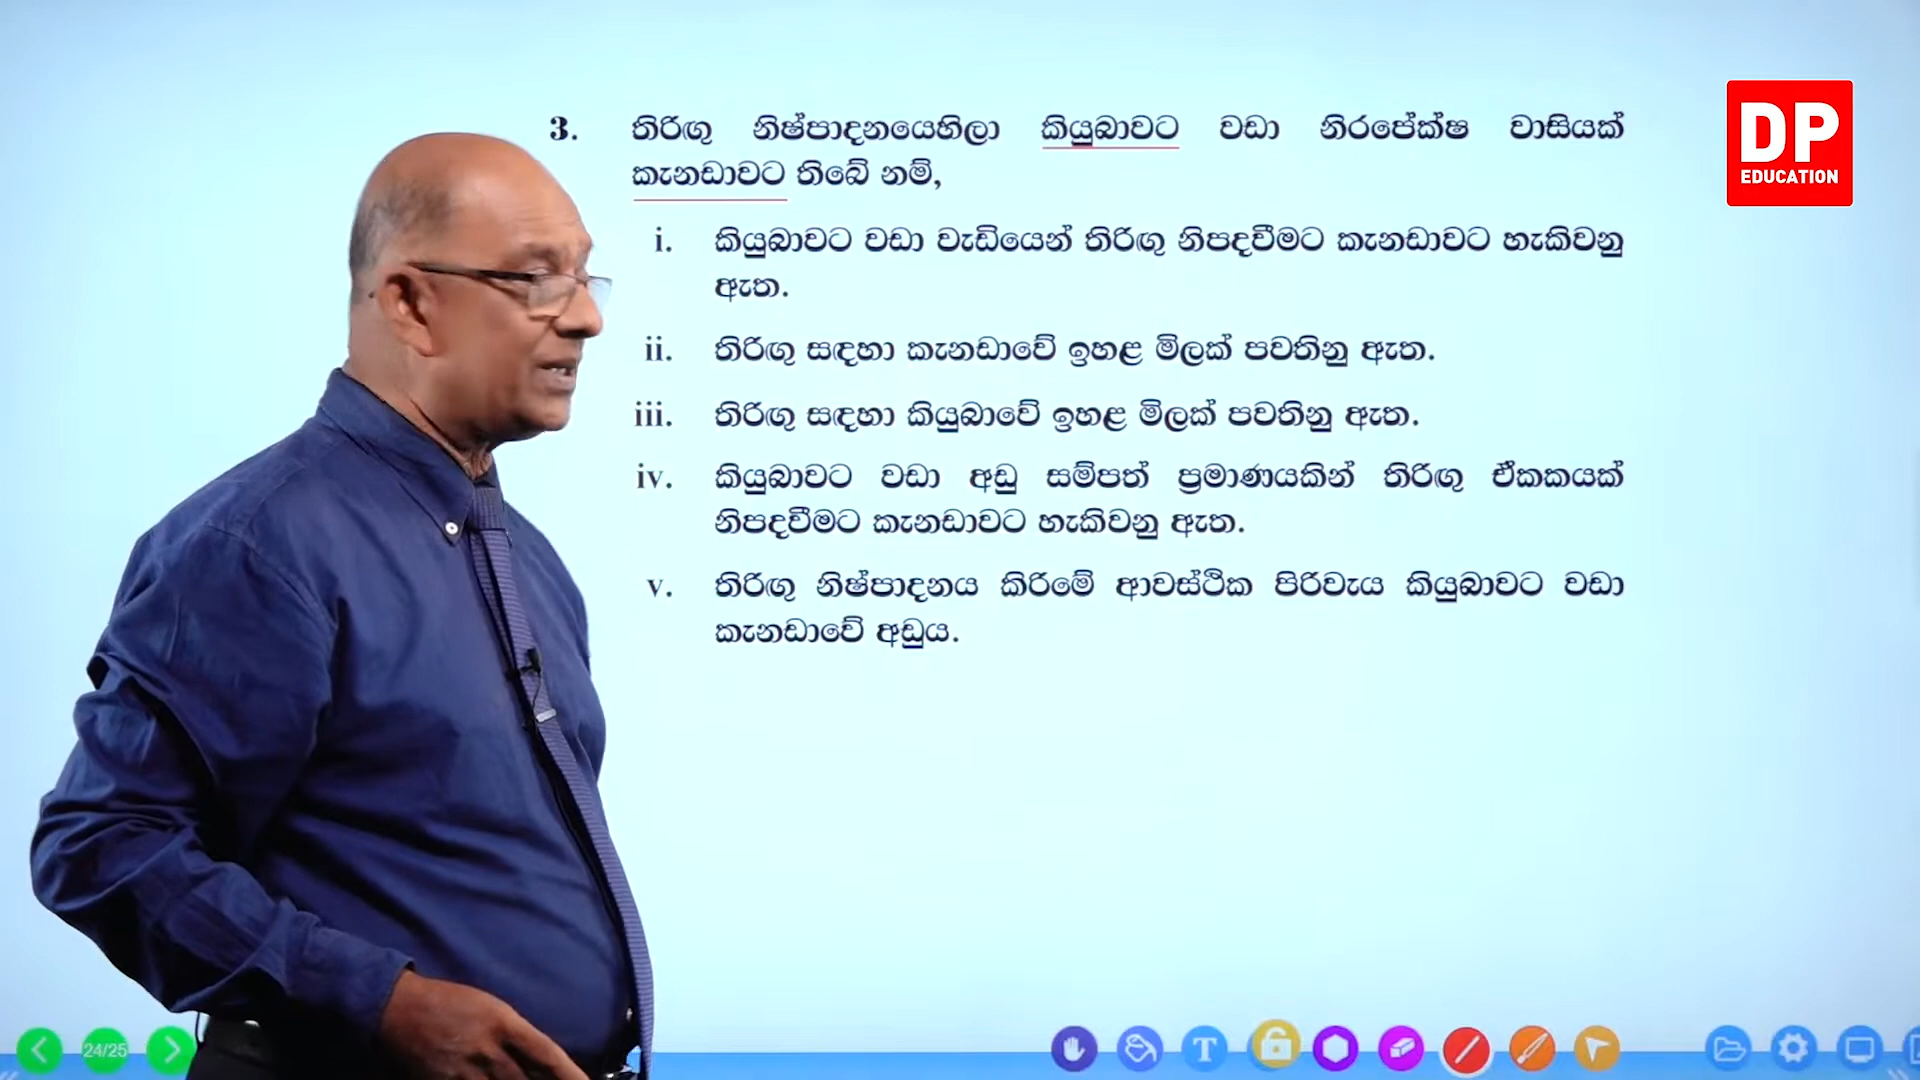 3. තිරිඟු නිෂ්පාදනයෙහිලා කියුබාවට වඩා නිරපේක්ෂ වාසියක්
කැනඩාවට තිබේ නම්,
i. කියුබාවට වඩා වැඩියෙන් තිරිඟු නිපදවීමට කැනඩාවට හැකිවනු
ඇත.
ii. තිරිඟු සඳහා කැනඩාවේ ඉහළ මිලක් පවතිනු ඇත.
iii. තිරිඟු සඳහා කියුබාවේ ඉහළ මිලක් පවතිනු ඇත.
iv. කියුබාවට වඩා අඩු සම්පත් ප්‍රමාණයකින් තිරිඟු ඒකකයක්
නිපදවීමට කැනඩාවට හැකිවනු ඇත.
v. තිරිඟු නිෂ්පාදනය කිරීමේ ආවස්ථික පිරිවැය කියුබාවට වඩා
කැනඩාවේ අඩුය.
DP
EDUCATION
24/25
T